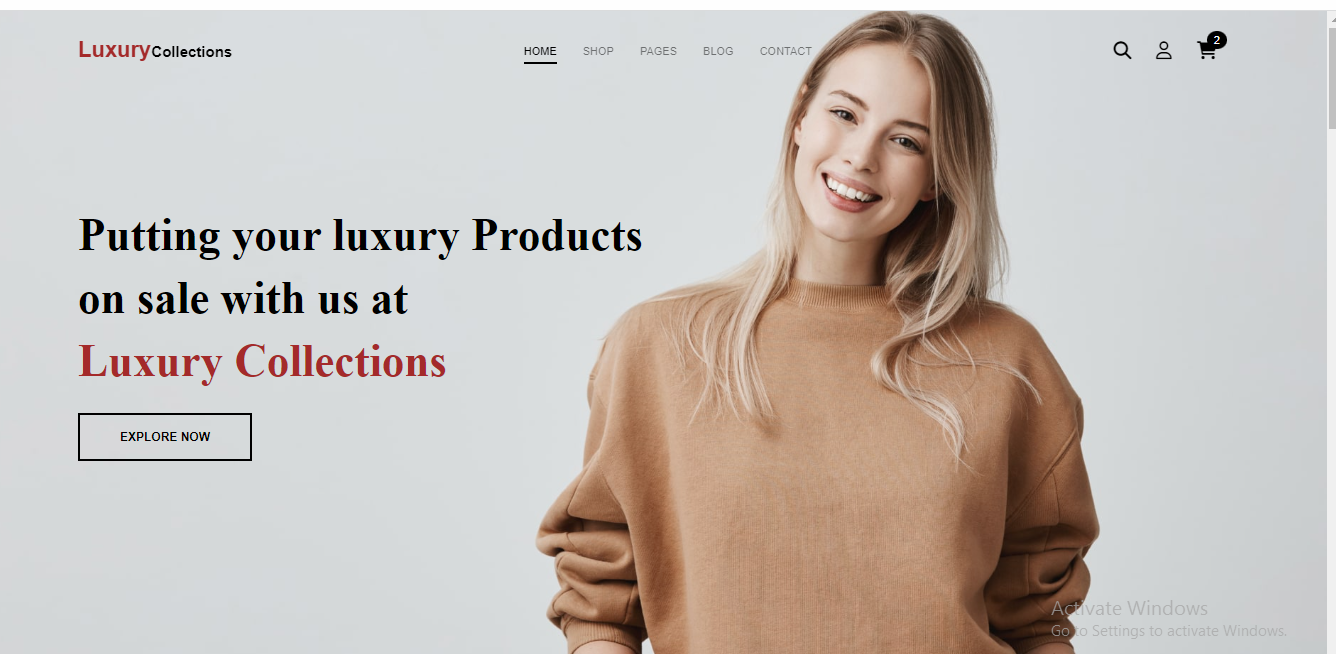 LuxuryCollections
HOME SHOP PAGES BLOG CONTACT
2
Putting your luxury Products
on sale with us at
Luxury Collections
EXPLORE NOW
Activate Windows
Go to Settings to activate Windows.